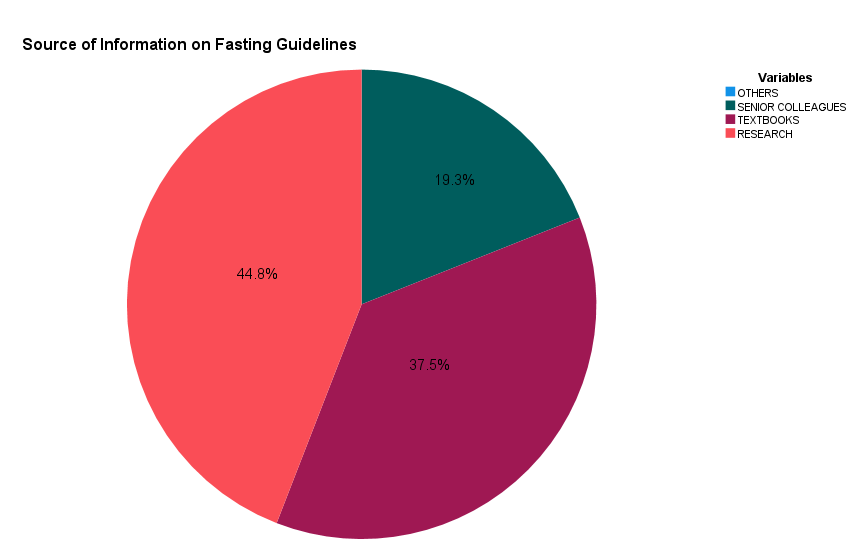 Source of Information on Fasting Guidelines
Variables
OTHERS
SENIOR COLLEAGUES
TEXTBOOKS
RESEARCH
19.3%
44.8%
37.5%